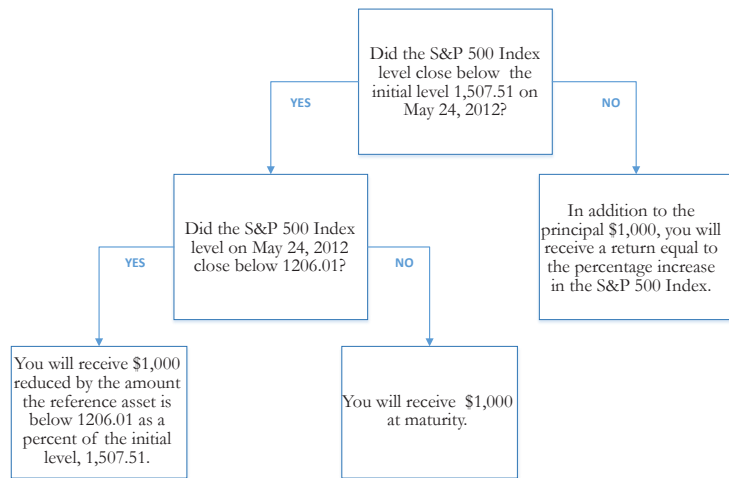 Did the S&P 500 Index
level close below the
initial level 1,507.51 on
May 24, 2012?
YES
NO
Did the S&P 500 Index
level on May 24, 2012
close below 1206.01?
In addition to the
principal $1,000, you will
receive a return equal to
the percentage increase
in the S&P 500 Index.
YES
NO
You will receive $1,000
reduced by the amount
the reference asset is
below 1206.01 as a
percent of the initial
level, 1,507.51.
You will receive $1,000
at maturity.